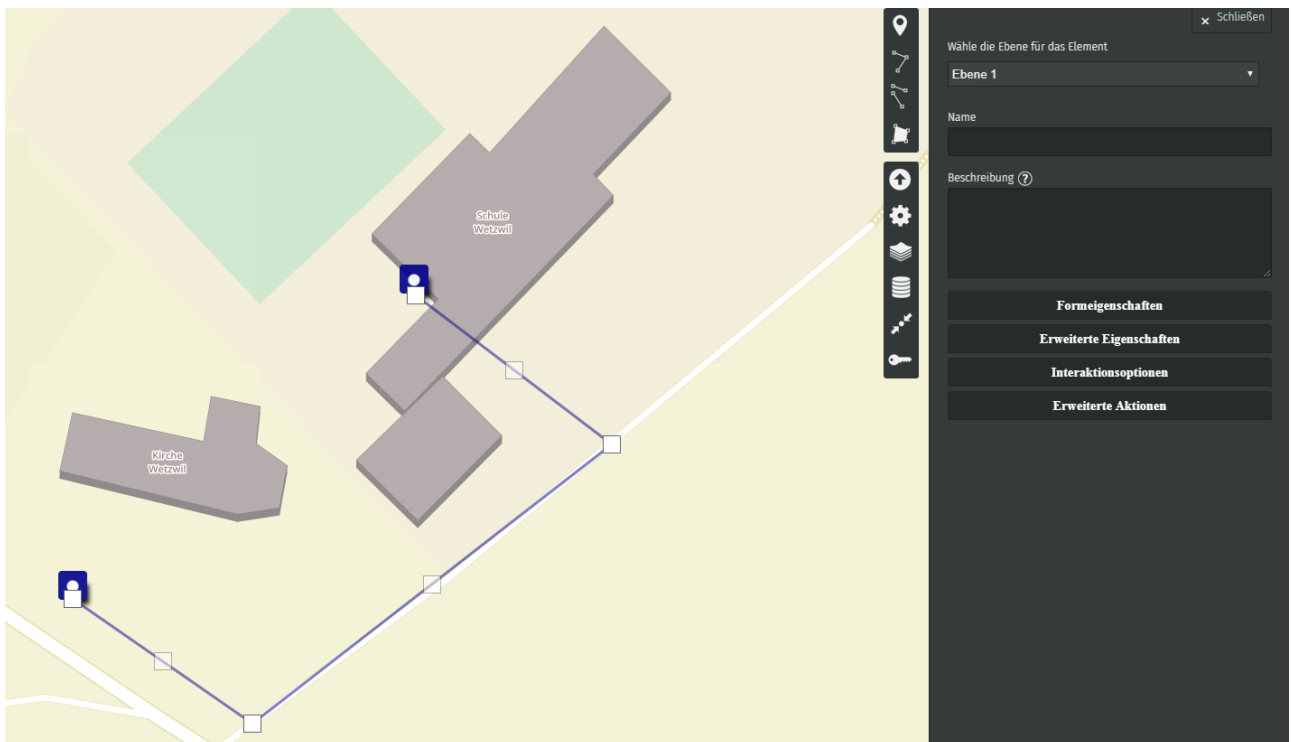 Schule
Wetzwil
Kirche
Wetzwil
× Schließen
Wähle die Ebene für das Element
Ebene 1
Name
Beschreibung ?
Formeigenschaften
Erweiterte Eigenschaften
Interaktionsoptionen
Erweiterte Aktionen